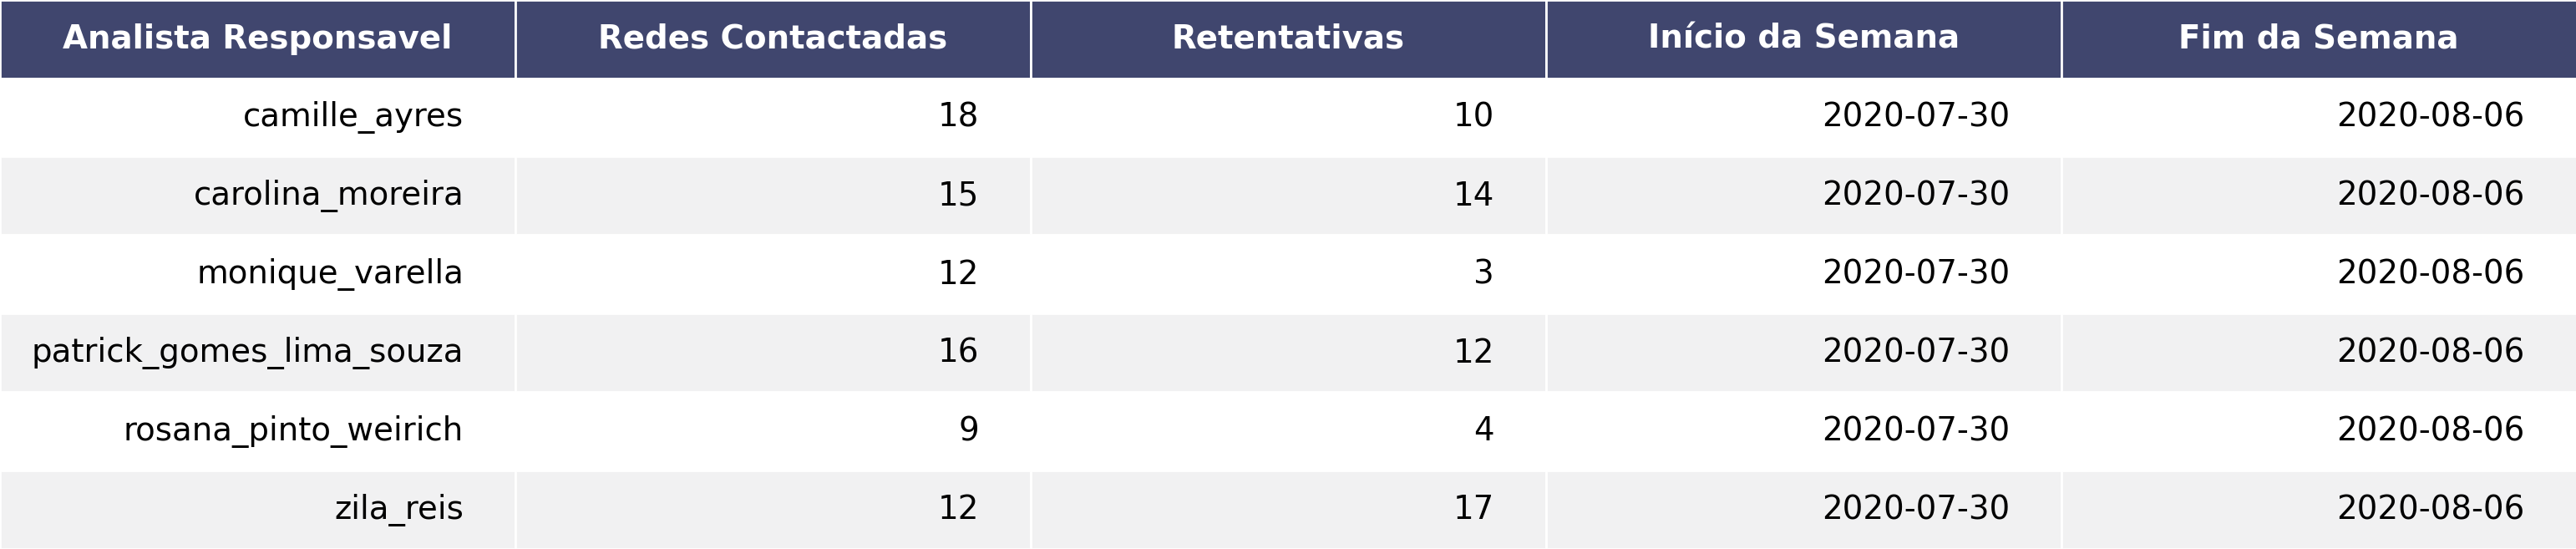 Analista Responsavel Redes Contactadas Retentativas Início da Semana Fim da Semana
camille_ayres 18 10 2020-07-30 2020-08-06
carolina_moreira 15 14 2020-07-30 2020-08-06
monique_varella 12 3 2020-07-30 2020-08-06
patrick_gomes_lima_souza 16 12 2020-07-30 2020-08-06
rosana_pinto_weirich 9 4 2020-07-30 2020-08-06
zila_reis 12 17 2020-07-30 2020-08-06